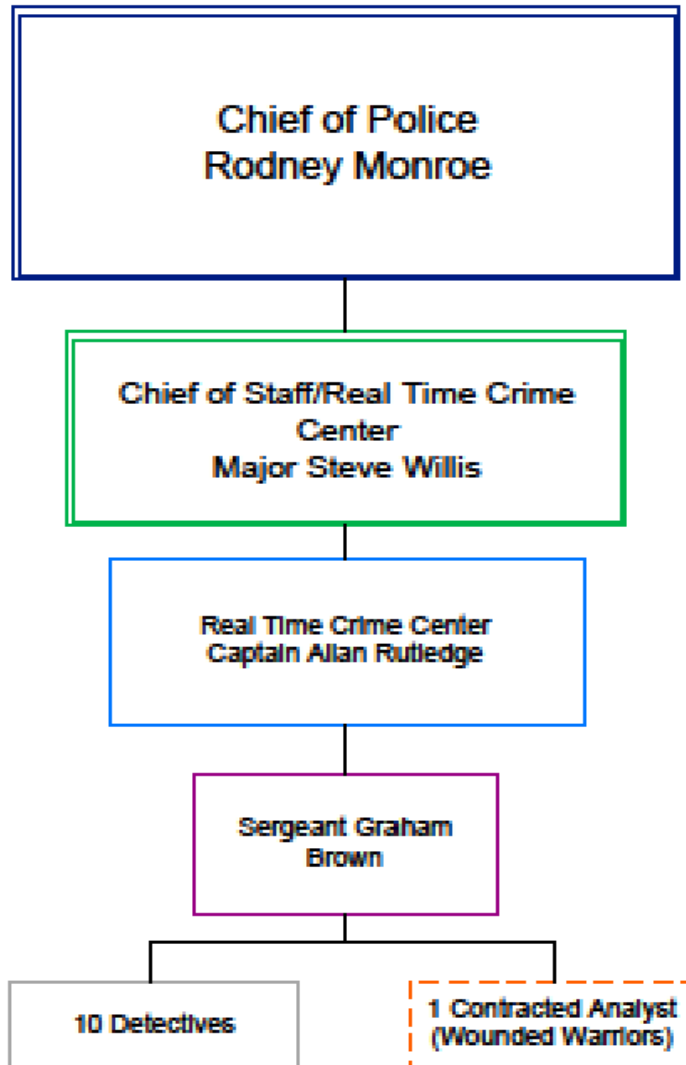 Chief of Police
Rodney Monroe
Chief of Staff/Real Time Crime
Center
Major Steve Willis
Real Time Crime Center
Captain Allan Rutledge
Sergeant Graham
Brown
10 Detectives
1 Contracted Analyst
(Wounded Warriors)